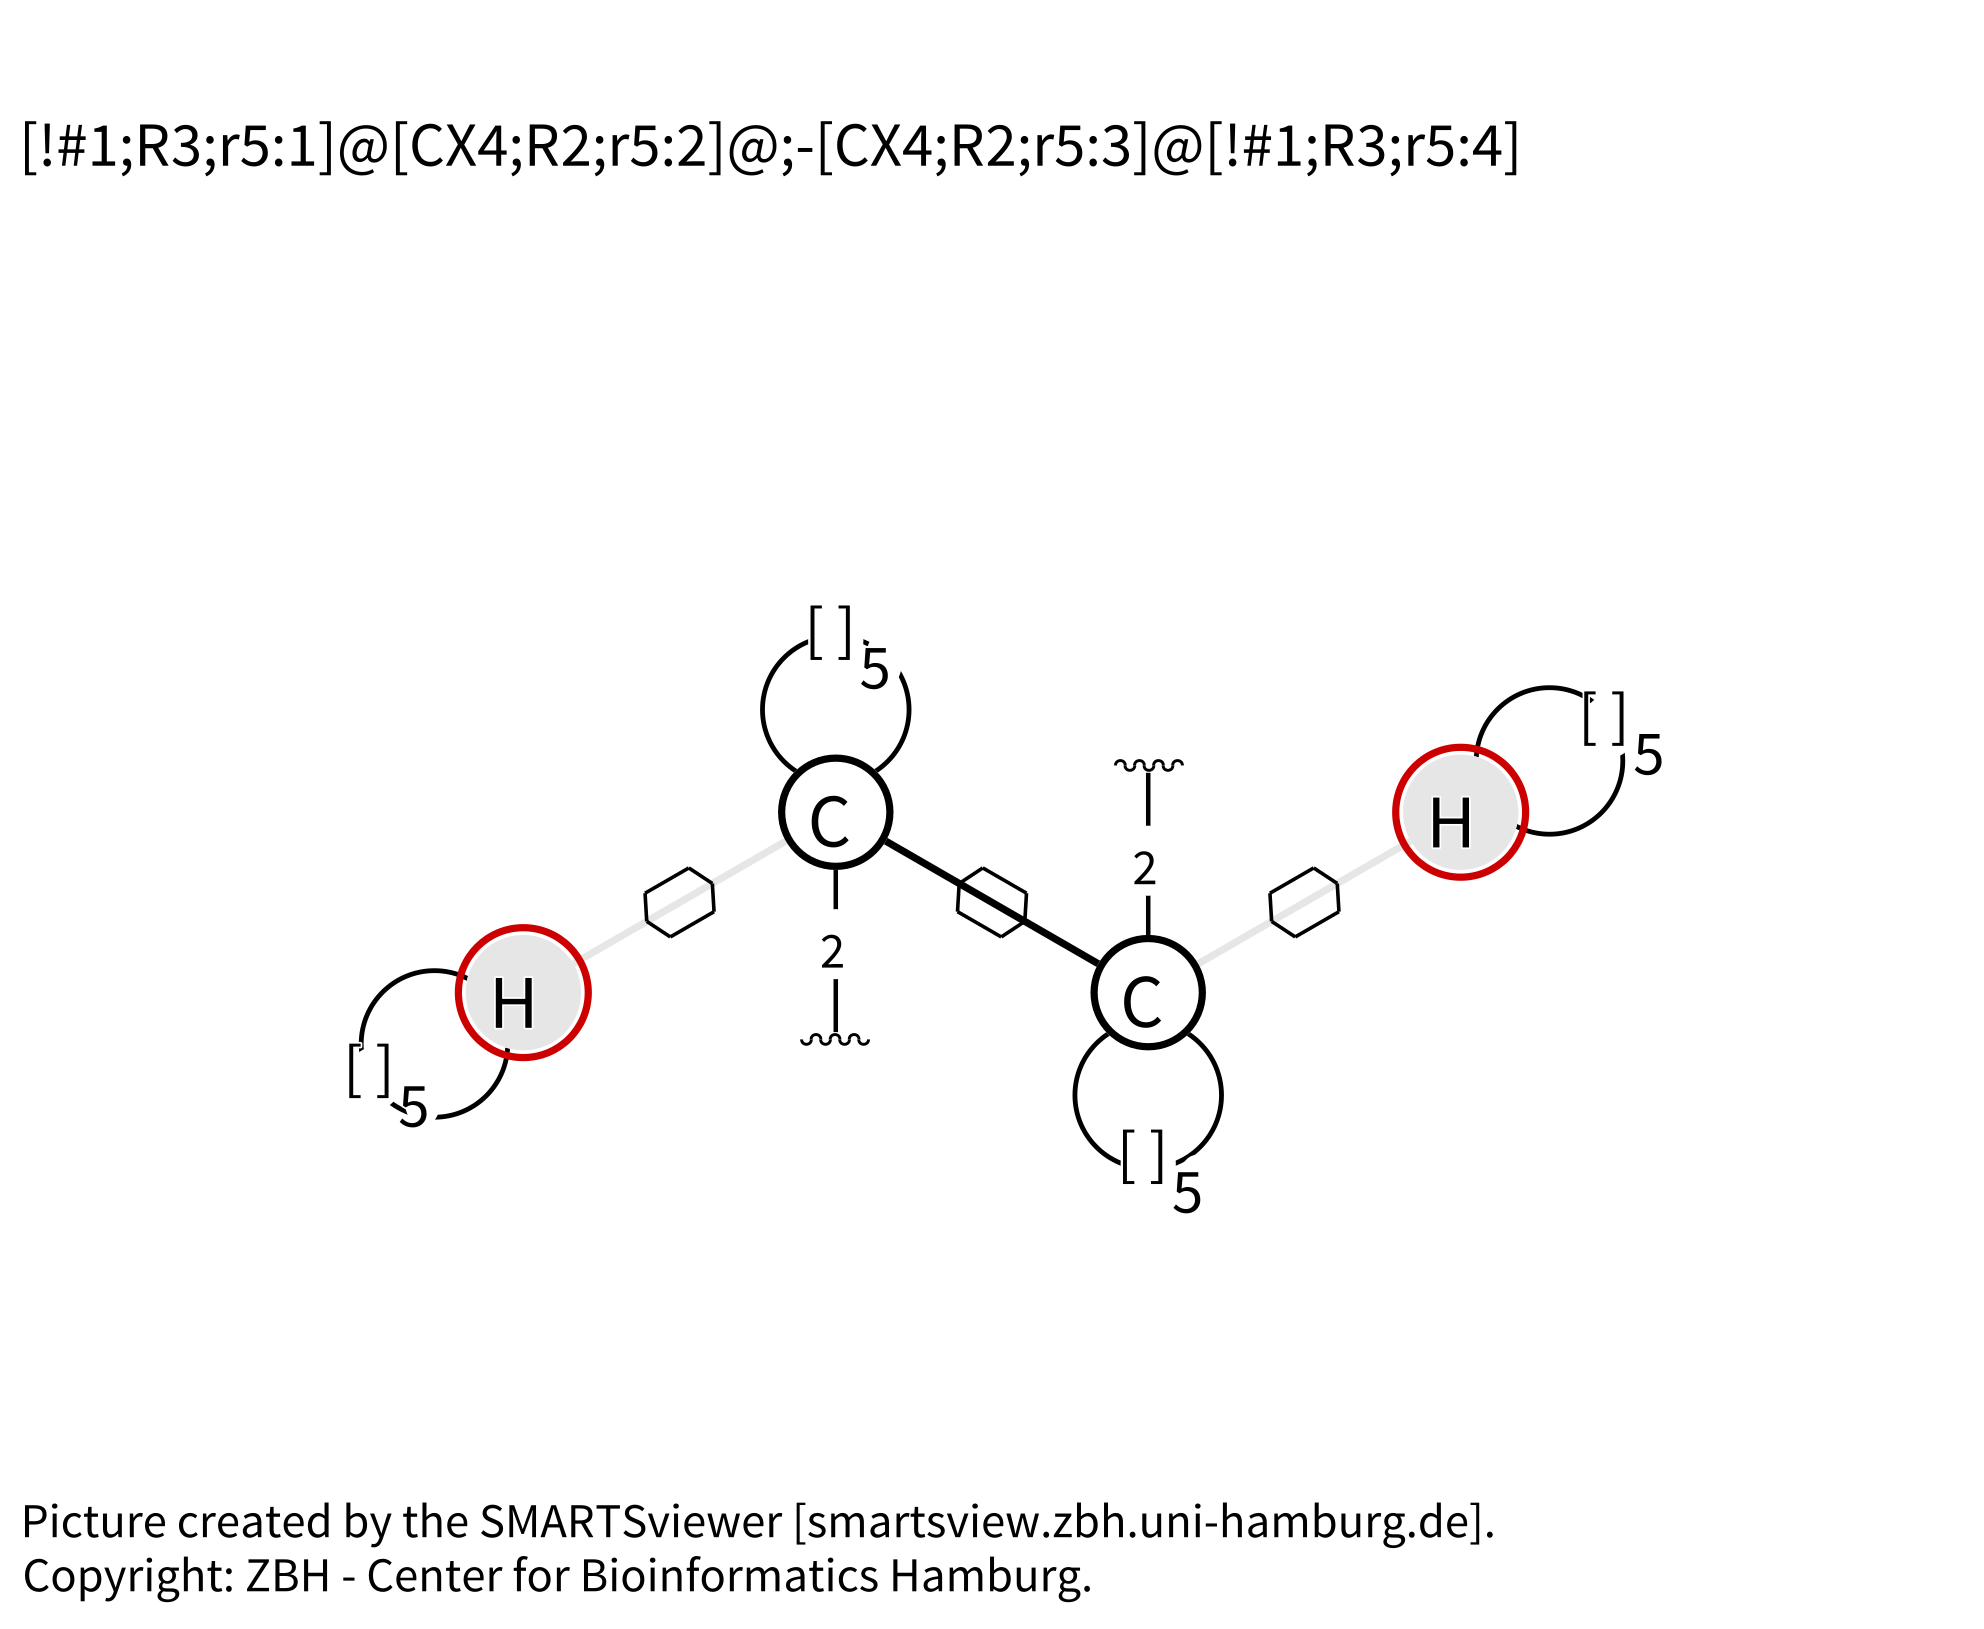 [!#1;R3;r5:1]@[CX4;R2;r5:2]@;-[CX4;R2;r5:3]@[!#1;R3;r5:4]
[ ]5
[ ]5
C
H
2
2
H
C
[ ]5
[ ]5
Picture created by the SMARTSviewer [smartsview.zbh.uni-hamburg.de].
Copyright: ZBH - Center for Bioinformatics Hamburg.